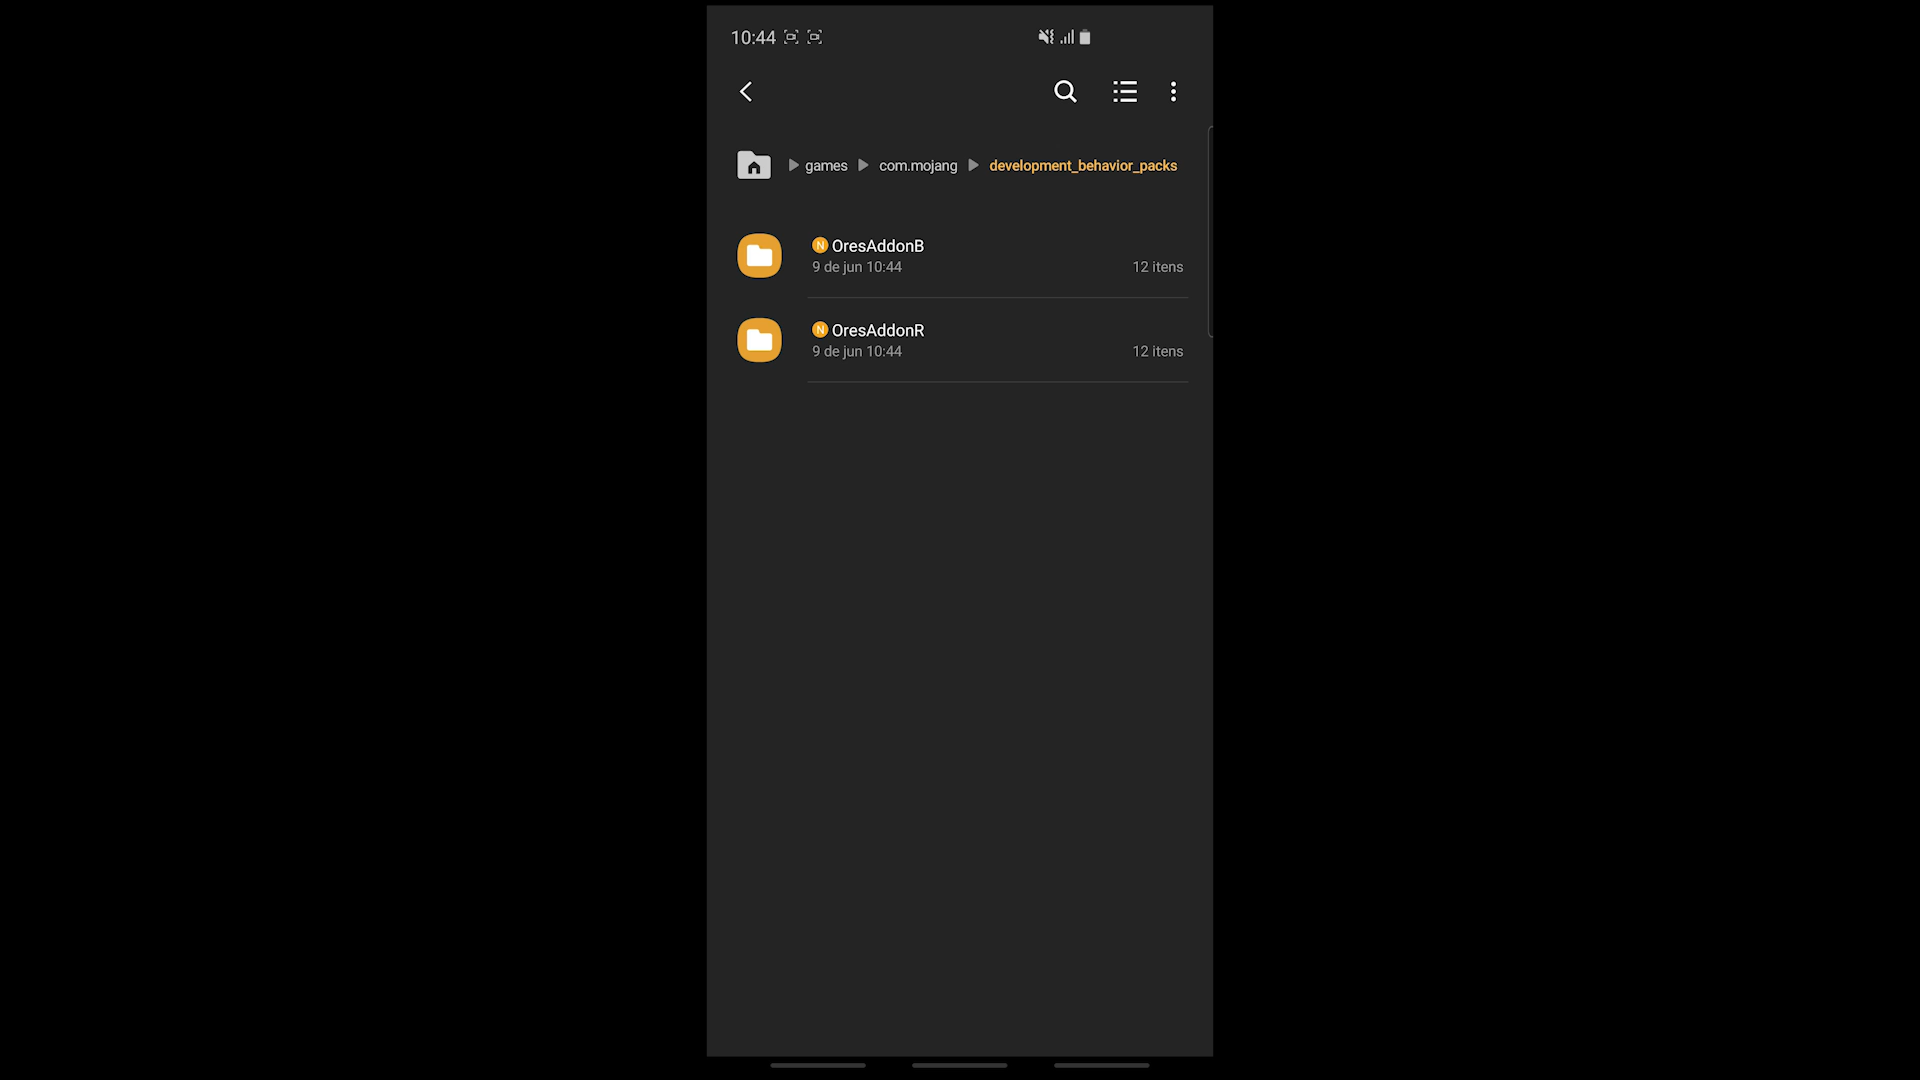 10:44
games com.mojang development_behavior_packs
N OresAddonB
9 de jun 10:44 12 itens
N OresAddonR
9 de jun 10:44 12 itens